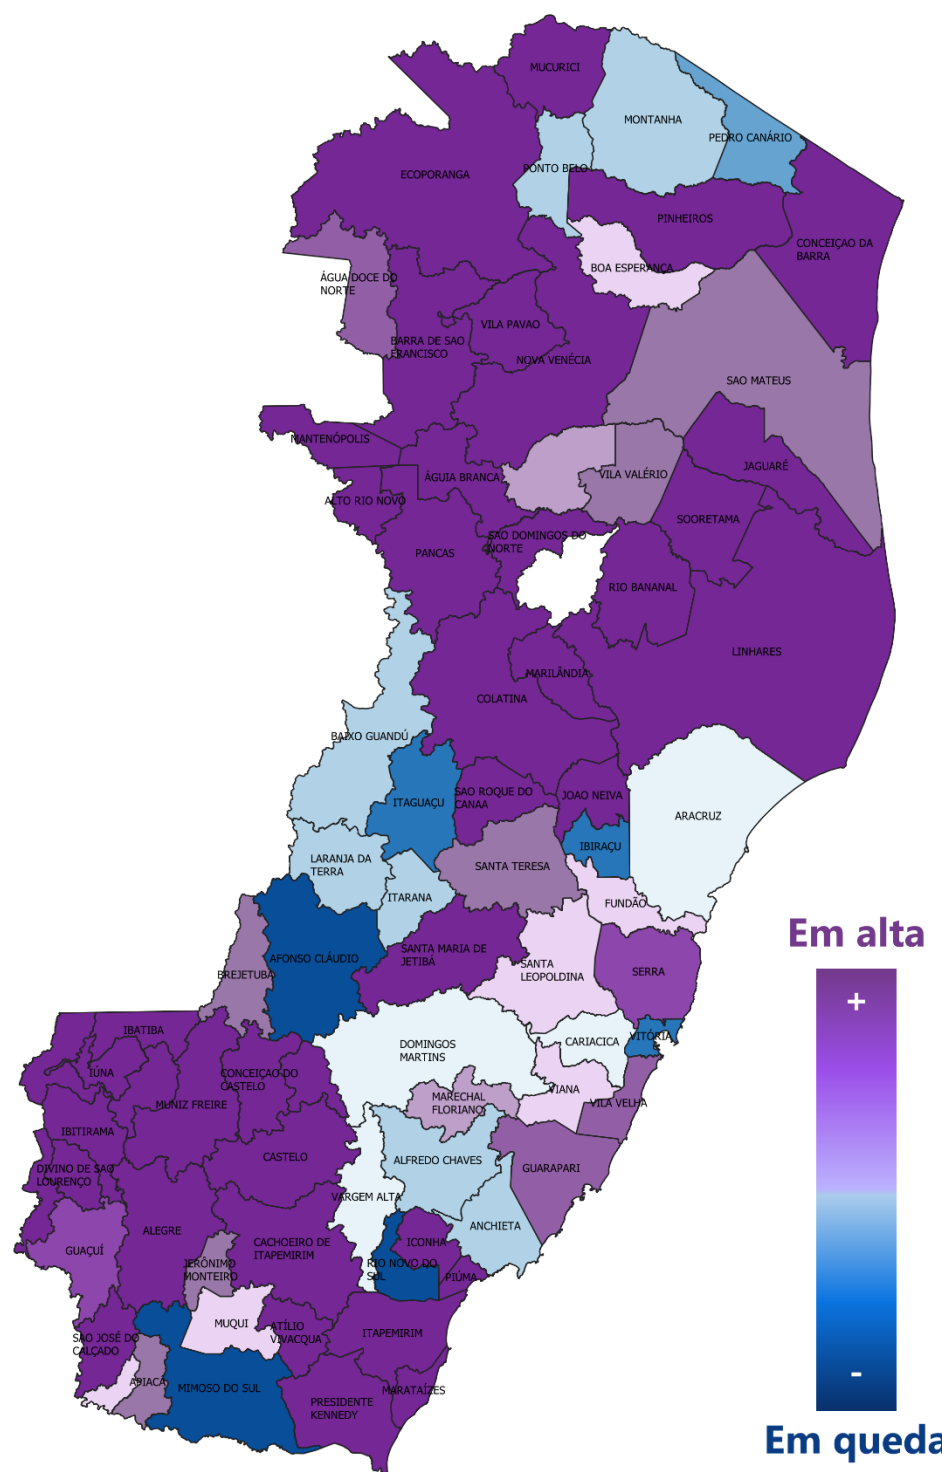 MUCURICI
MONTANHA
PEDRO CANÁRIO
ECOPORANGA
PONTO BELO
PINHEIROS
CONCEIÇAO DA
BARRA
BOA ESPERANÇA
ÁGUA DOCE DO
NORTE
VILA PAVAO
BARRA DE SAO
FRANCISCO
NOVA VENÉCIA
SAO MATEUS
MANTENÓPOLIS
ÁGUIA BRANCA
VILA VALÉRIO
JAGUARÉ
ALTO RIO NOVO
SOORETAMA
PANCAS
SAO DOMINGOS DO
NORTE
RIO BANANAL
LINHARES
MARILÂNDIA
COLATINA
BAIXO GUANDÚ
ITAGUAÇU
SAO ROQUE DO
CANAA
JOAO NEIVA
ARACRUZ
IBIRAÇU
LARANJA DA
TERRA
SANTA TERESA
ITARANA
FUNDÃO
Em alta
AFONSO CLÁUDIO
SANTA MARIA DE
JETIBÁ
SANTA
LEOPOLDINA
SERRA
BREJETUBA
+
IBATIBA
DOMINGOS
MARTINS
CARIACICA
VITÓRIA
IÚNA
CONCEIÇAO DO
CASTELO
MUNIZ FREIRE
MARECHAL
FLORIANO
VIANA
VILA VELHA
IBITIRAMA
CASTELO
ALFREDO CHAVES
GUARAPARI
DIVINO DE SAO
LOURENÇO
VARGEM ALTA
ANCHIETA
ALEGRE
GUAÇUÍ
CACHOEIRO DE
ITAPEMIRIM
ICONHA
JERÔNIMO
MONTEIRO
RIO NOVO DO
SUL
PIÚMA
MUQUI
ATÍLIO
VIVACQUA
ITAPEMIRIM
SAO JOSÉ DO
CALÇADO
APIACÁ
MIMOSO DO SUL
MARATAÍZES
PRESIDENTE
KENNEDY
-
Em queda